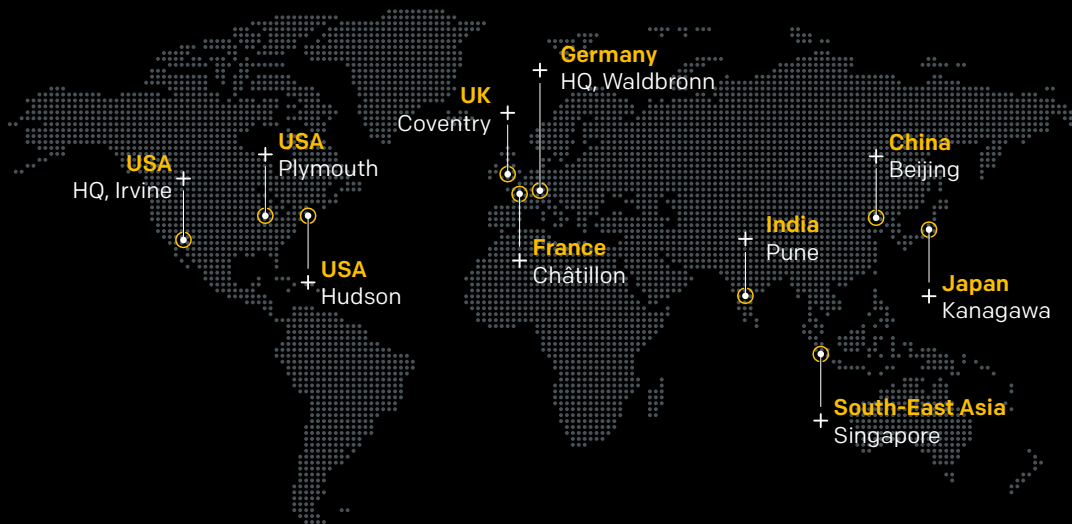 Germany
HQ, Waldbronn
UK
Coventry
USA
Plymouth
USA
HQ, Irvine
China
Beijing
India
Pune
France
Châtillon
USA
Hudson
Japan
Kanagawa
South-East Asia
Singapore